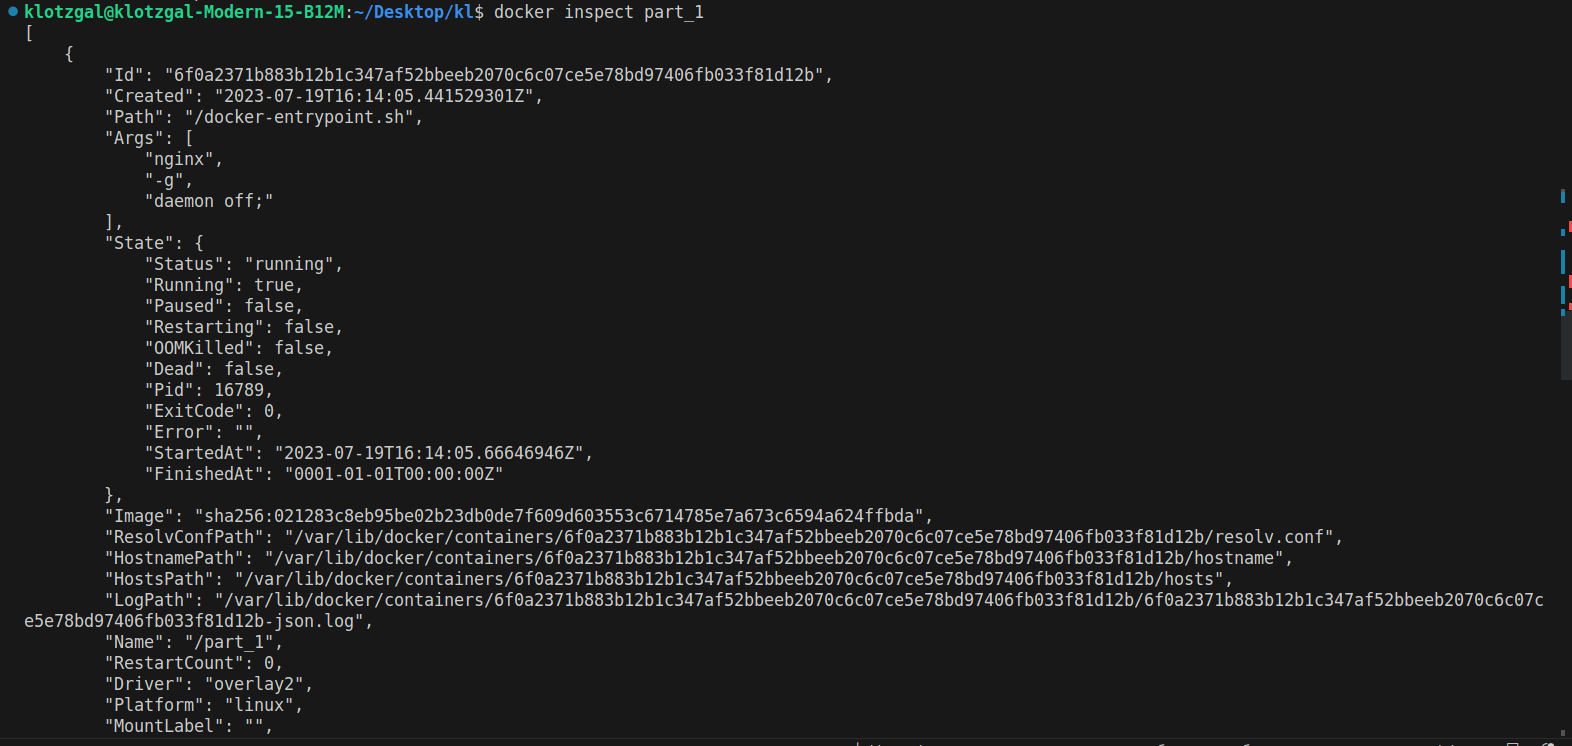 klotzgal@klotzgal-Modern-15-B12M:~/Desktop/kl$ docker inspect part_1
[
    {
        "Id": "6f0a2371b883b12b1c347af52bbeeb2070c6c07ce5e78bd97406fb033f81d12b",
        "Created": "2023-07-19T16:14:05.441529301Z",
        "Path": "/docker-entrypoint.sh",
        "Args": [
            "nginx",
            "-g",
            "daemon off;"
        ],
        "State": {
            "Status": "running",
            "Running": true,
            "Paused": false,
            "Restarting": false,
            "OOMKilled": false,
            "Dead": false,
            "Pid": 16789,
            "ExitCode": 0,
            "Error": "",
            "StartedAt": "2023-07-19T16:14:05.66646946Z",
            "FinishedAt": "0001-01-01T00:00:00Z"
        },
        "Image": "sha256:021283c8eb95be02b23db0de7f609d603553c6714785e7a673c6594a624ffbda",
        "ResolvConfPath": "/var/lib/docker/containers/6f0a2371b883b12b1c347af52bbeeb2070c6c07ce5e78bd97406fb033f81d12b/resolv.conf",
        "HostnamePath": "/var/lib/docker/containers/6f0a2371b883b12b1c347af52bbeeb2070c6c07ce5e78bd97406fb033f81d12b/hostname",
        "HostsPath": "/var/lib/docker/containers/6f0a2371b883b12b1c347af52bbeeb2070c6c07ce5e78bd97406fb033f81d12b/hosts",
        "LogPath": "/var/lib/docker/containers/6f0a2371b883b12b1c347af52bbeeb2070c6c07ce5e78bd97406fb033f81d12b/6f0a2371b883b12b1c347af52bbeeb2070c6c07c
e5e78bd97406fb033f81d12b-json.log",
        "Name": "/part_1",
        "RestartCount": 0,
        "Driver": "overlay2",
        "Platform": "linux",
        "MountLabel": "",